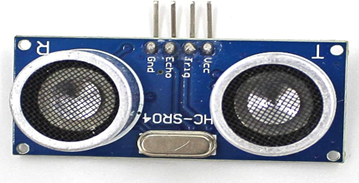 R
T
Gnd
Echo
Trig
Vcc
HC-SR04